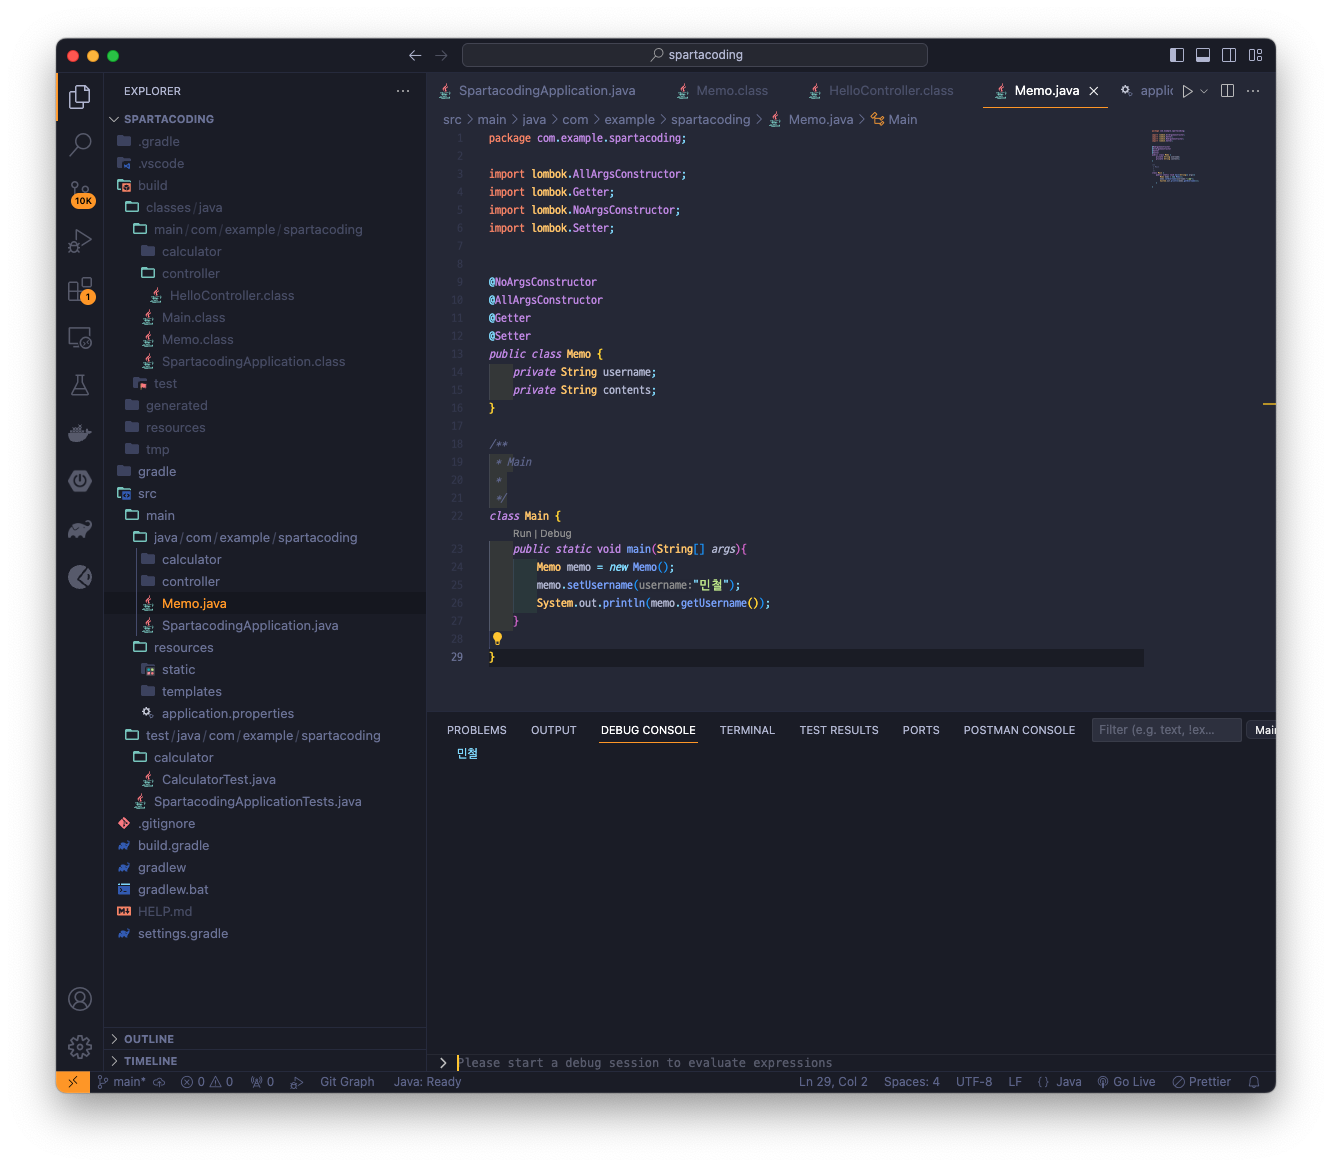 spartacoding
EXPLORER
SPARTACODING
.gradle
.vscode
build
classes/java
main/com/example/spartacoding
calculator
controller
HelloController.class
Main.class
Memo.class
SpartacodingApplication.class
test
generated
resources
tmp
gradle
src
main
java/com/example/spartacoding
calculator
controller
Memo.java
SpartacodingApplication.java
resources
static
templates
application.properties
test/java/com/example/spartacoding
calculator
CalculatorTest.java
SpartacodingApplicationTests.java
.gitignore
build.gradle
gradlew
gradlew.bat
HELP.md
settings.gradle
OUTLINE
TIMELINE
10K
1
SpartacodingApplication.java Memo.class HelloController.class Memo.java applic
src > main > java > com > example > spartacoding > Memo.java > Main
1 package com.example.spartacoding;
2
3 import lombok.AllArgsConstructor;
4 import lombok.Getter;
5 import lombok.NoArgsConstructor;
6 import lombok.Setter;
7
8
9 @NoArgsConstructor
10 @AllArgsConstructor
11 @Getter
12 @Setter
13 public class Memo {
14 private String username;
15 private String contents;
16 }
17
18 /**
19 * Main
20 *
21 */
22 class Main {
Run | Debug
23 public static void main(String[] args){
24 Memo memo = new Memo();
25 memo.setUsername(username:"민철");
26 System.out.println(memo.getUsername());
27 }
28
29 }
PROBLEMS OUTPUT DEBUG CONSOLE TERMINAL TEST RESULTS PORTS POSTMAN CONSOLE Filter (e.g. text, !ex... Mai
민철
Please start a debug session to evaluate expressions
main* 0 0 0 Git Graph Java: Ready Ln 29, Col 2 Spaces: 4 UTF-8 LF {} Java Go Live Prettier